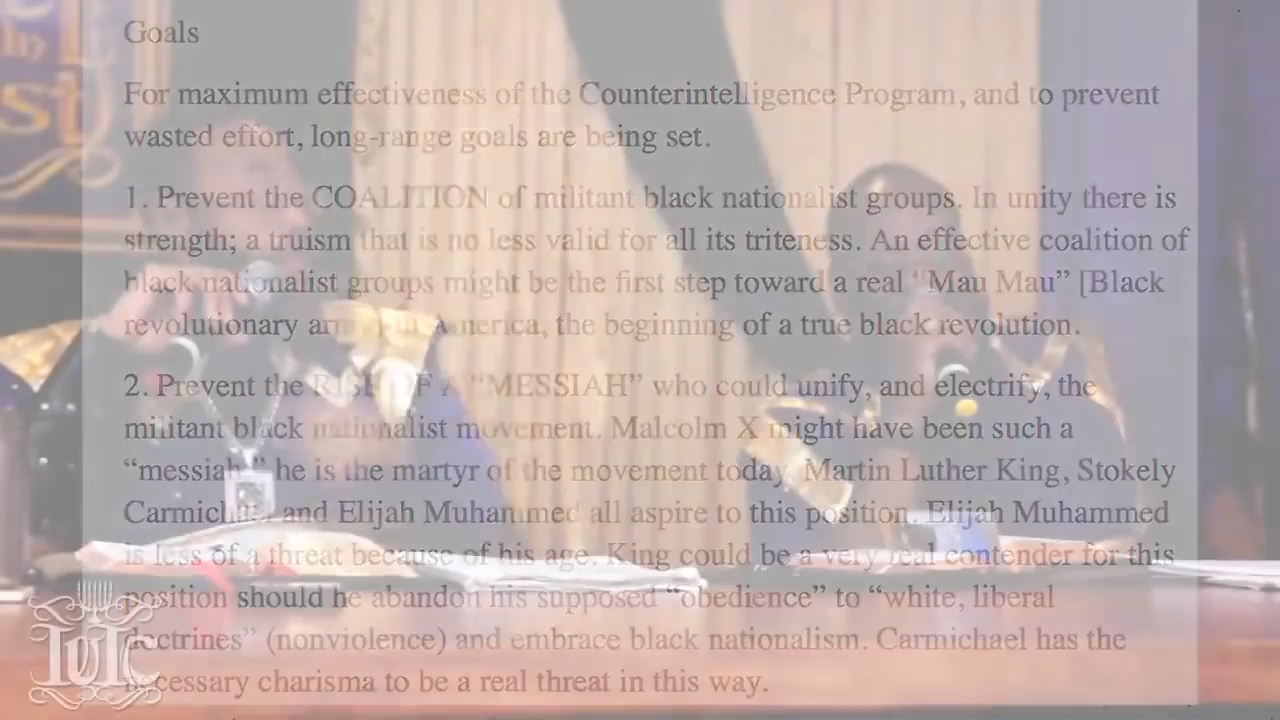 Goals
For maximum effectiveness of the Counterintelligence Program, and to prevent
wasted effort, long-range goals are being set.
1. Prevent the COALITION of militant black nationalist groups. In unity there is
strength; a truism that is no less valid for all its triteness. An effective coalition of
black nationalist groups might be the first step toward a real “Mau Mau” [Black
revolutionary America, the beginning of a true black revolution.
2. Prevent the RISE OF A “MESSIAH” who could unify, and electrify, the
militant black nationalist movement. Malcolm X might have been such a
“messiah;” he is the martyr of the movement today. Martin Luther King, Stokely
Carmichael and Elijah Muhammed all aspire to this position. Elijah Muhammed
is less of a threat because of his age. King could be a very real contender for this
position should he abandon his supposed “obedience” to “white, liberal
doctrines” (nonviolence) and embrace black nationalism. Carmichael has the
necessary charisma to be a real threat in this way.
IUIC
in